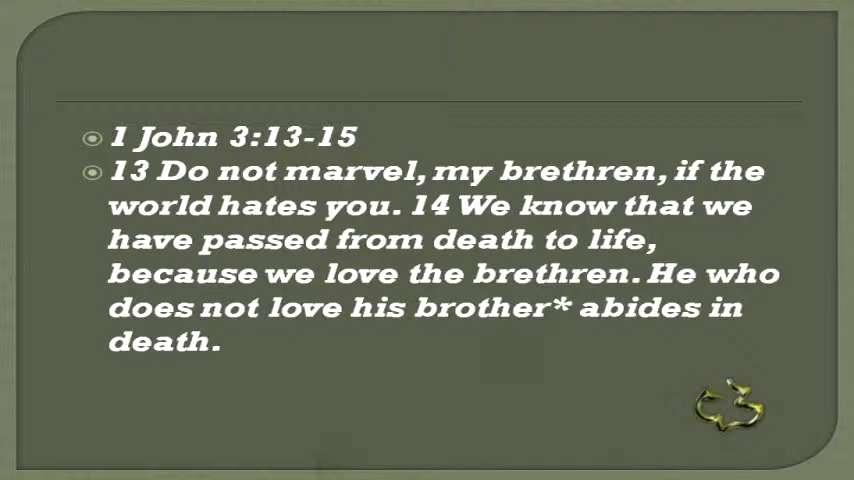 1 John 3:13-15
13 Do not marvel, my brethren, if the
world hates you. 14 We know that we
have passed from death to life,
because we love the brethren. He who
does not love his brother* abides in
death.
C3